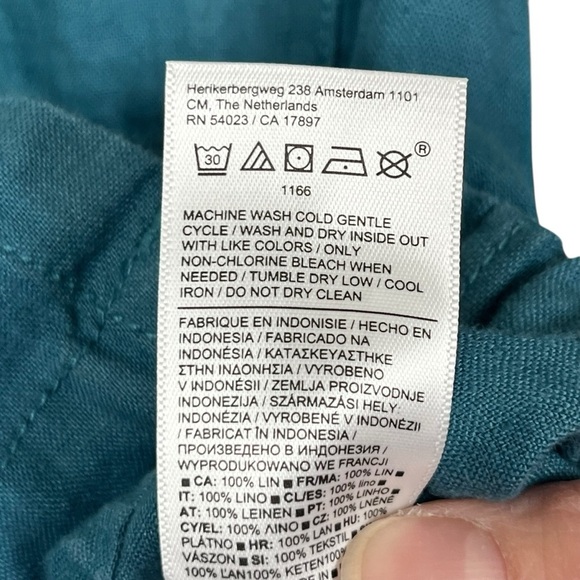 Herikerbergweg 238 Amsterdam 1101
CM, The Netherlands
RN 54023 / CA 17897
30 ®
1166
MACHINE WASH COLD GENTLE
CYCLE / WASH AND DRY INSIDE OUT
WITH LIKE COLORS / ONLY
NON-CHLORINE BLEACH WHEN
NEEDED / TUMBLE DRY LOW / COOL
IRON / DO NOT DRY CLEAN
FABRIQUE EN INDONISIE / HECHO EN
INDONESIA / FABRICADO NA
INDONÉSIA / ΚΑΤΑΣΚΕΥΑΣΤΗΚΕ
ΣΤΗΝ ΙΝΔΟΝΗΣΙΑ / VYROBENO
V INDONÉSII / ZEMLJA PROIZVODNJE
INDONEZIJA / SZÁRMAZÁSI HELY:
INDONÉZIA / VYROBENÉ V INDONÉZII
/ FABRICAT ÎN INDONESIA /
ПРОИЗВЕДЕНО В ИНДОНЕЗИЯ /
WYPRODUKOWANO WE FRANCJI
■ CA: 100% LIN ■ FR/MA: 100% lin ■
IT: 100% LINO ■ CL/ES: 100% lino ■
AT: 100% LEINEN ■ PT: 100% LINHO ■
CY/EL: 100% ΛΙΝΟ ■ CZ: 100% LNĚNÉ
PLÁTNO ■ HR: 100% LAN ■ HU: 100%
VÁSZON ■ SI: 100% TEKSTIL
100% ĽAN100% KETEN100%